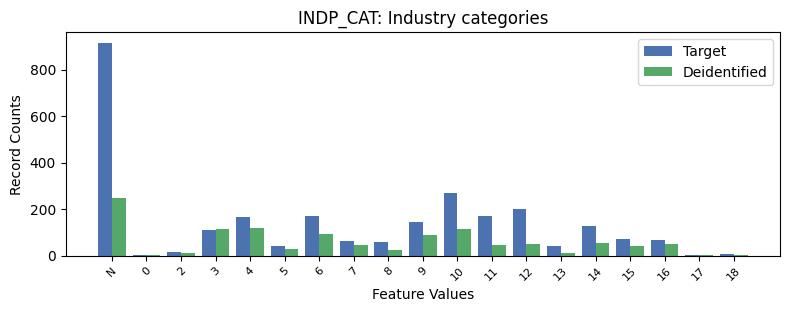 INDP_CAT: Industry categories
Target
Deidentified
Record Counts
800
600
400
200
0
N 0 2 3 4 5 6 7 8 9 10 11 12 13 14 15 16 17 18
Feature Values